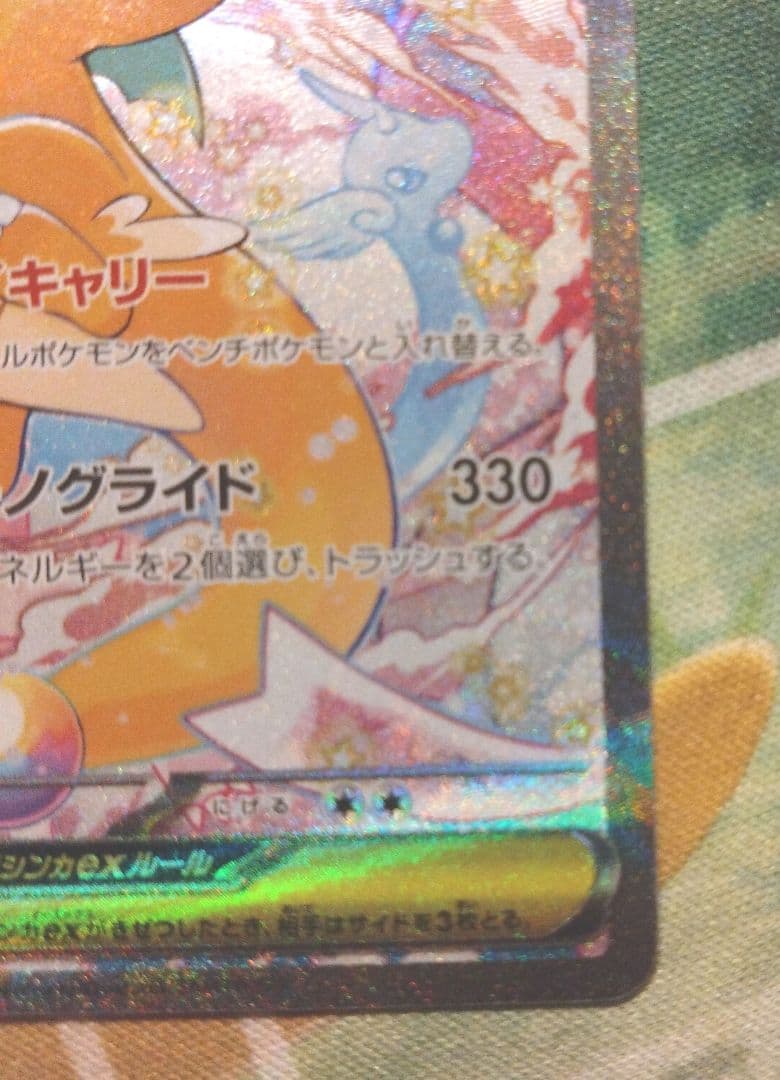 キャリー
ルポケモンをベンチポケモンと入れ替える。
ノグライド 330
ネルギーを2個選び、トラッシュする。
にげる
シンカexルール
ンカexがきぜつしたとき、相手はサイドを3枚とる。